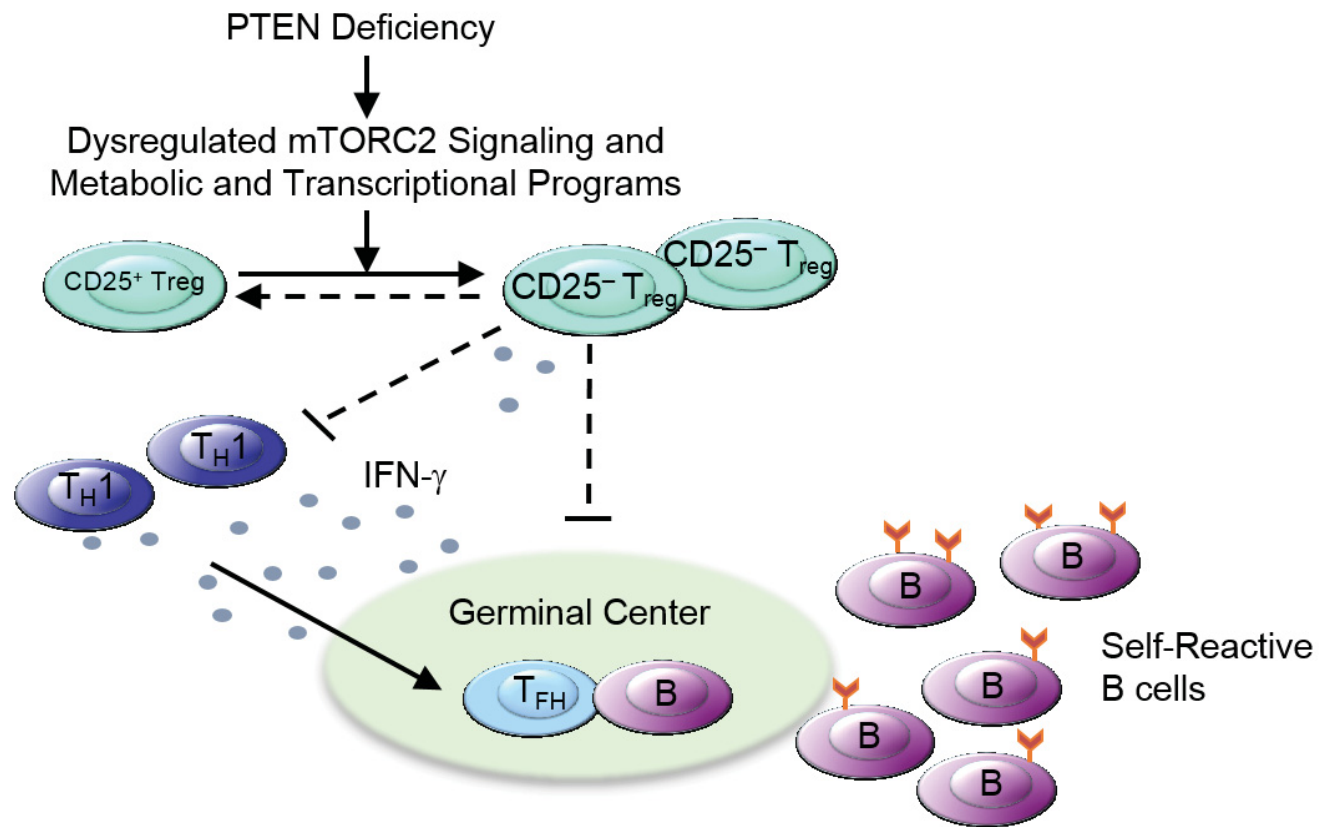 PTEN Deficiency
Dysregulated mTORC2 Signaling and
Metabolic and Transcriptional Programs
CD25⁺ Treg
CD25⁻ Treg
CD25⁻ Treg
TH1
TH1
IFN-γ
Germinal Center
TFH
B
B
B
B
B
B
Self-Reactive
B cells